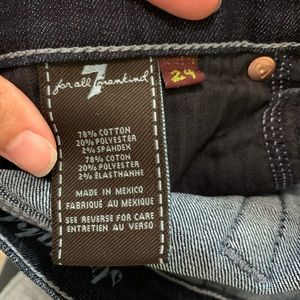 7
for all mankind
24
78% COTTON
20% POLYESTER
2% SPANDEX
78% COTON
20% POLYESTER
2% ÉLASTHANNE
MADE IN MEXICO
FABRIQUÉ AU MEXIQUE
SEE REVERSE FOR CARE
ENTRETIEN AU VERSO